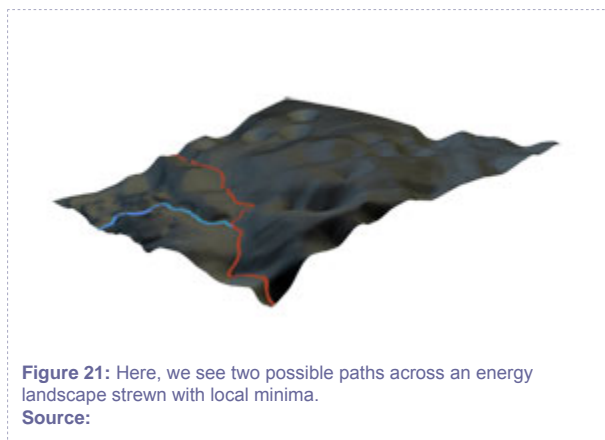 Figure 21: Here, we see two possible paths across an energy
landscape strewn with local minima.
Source: